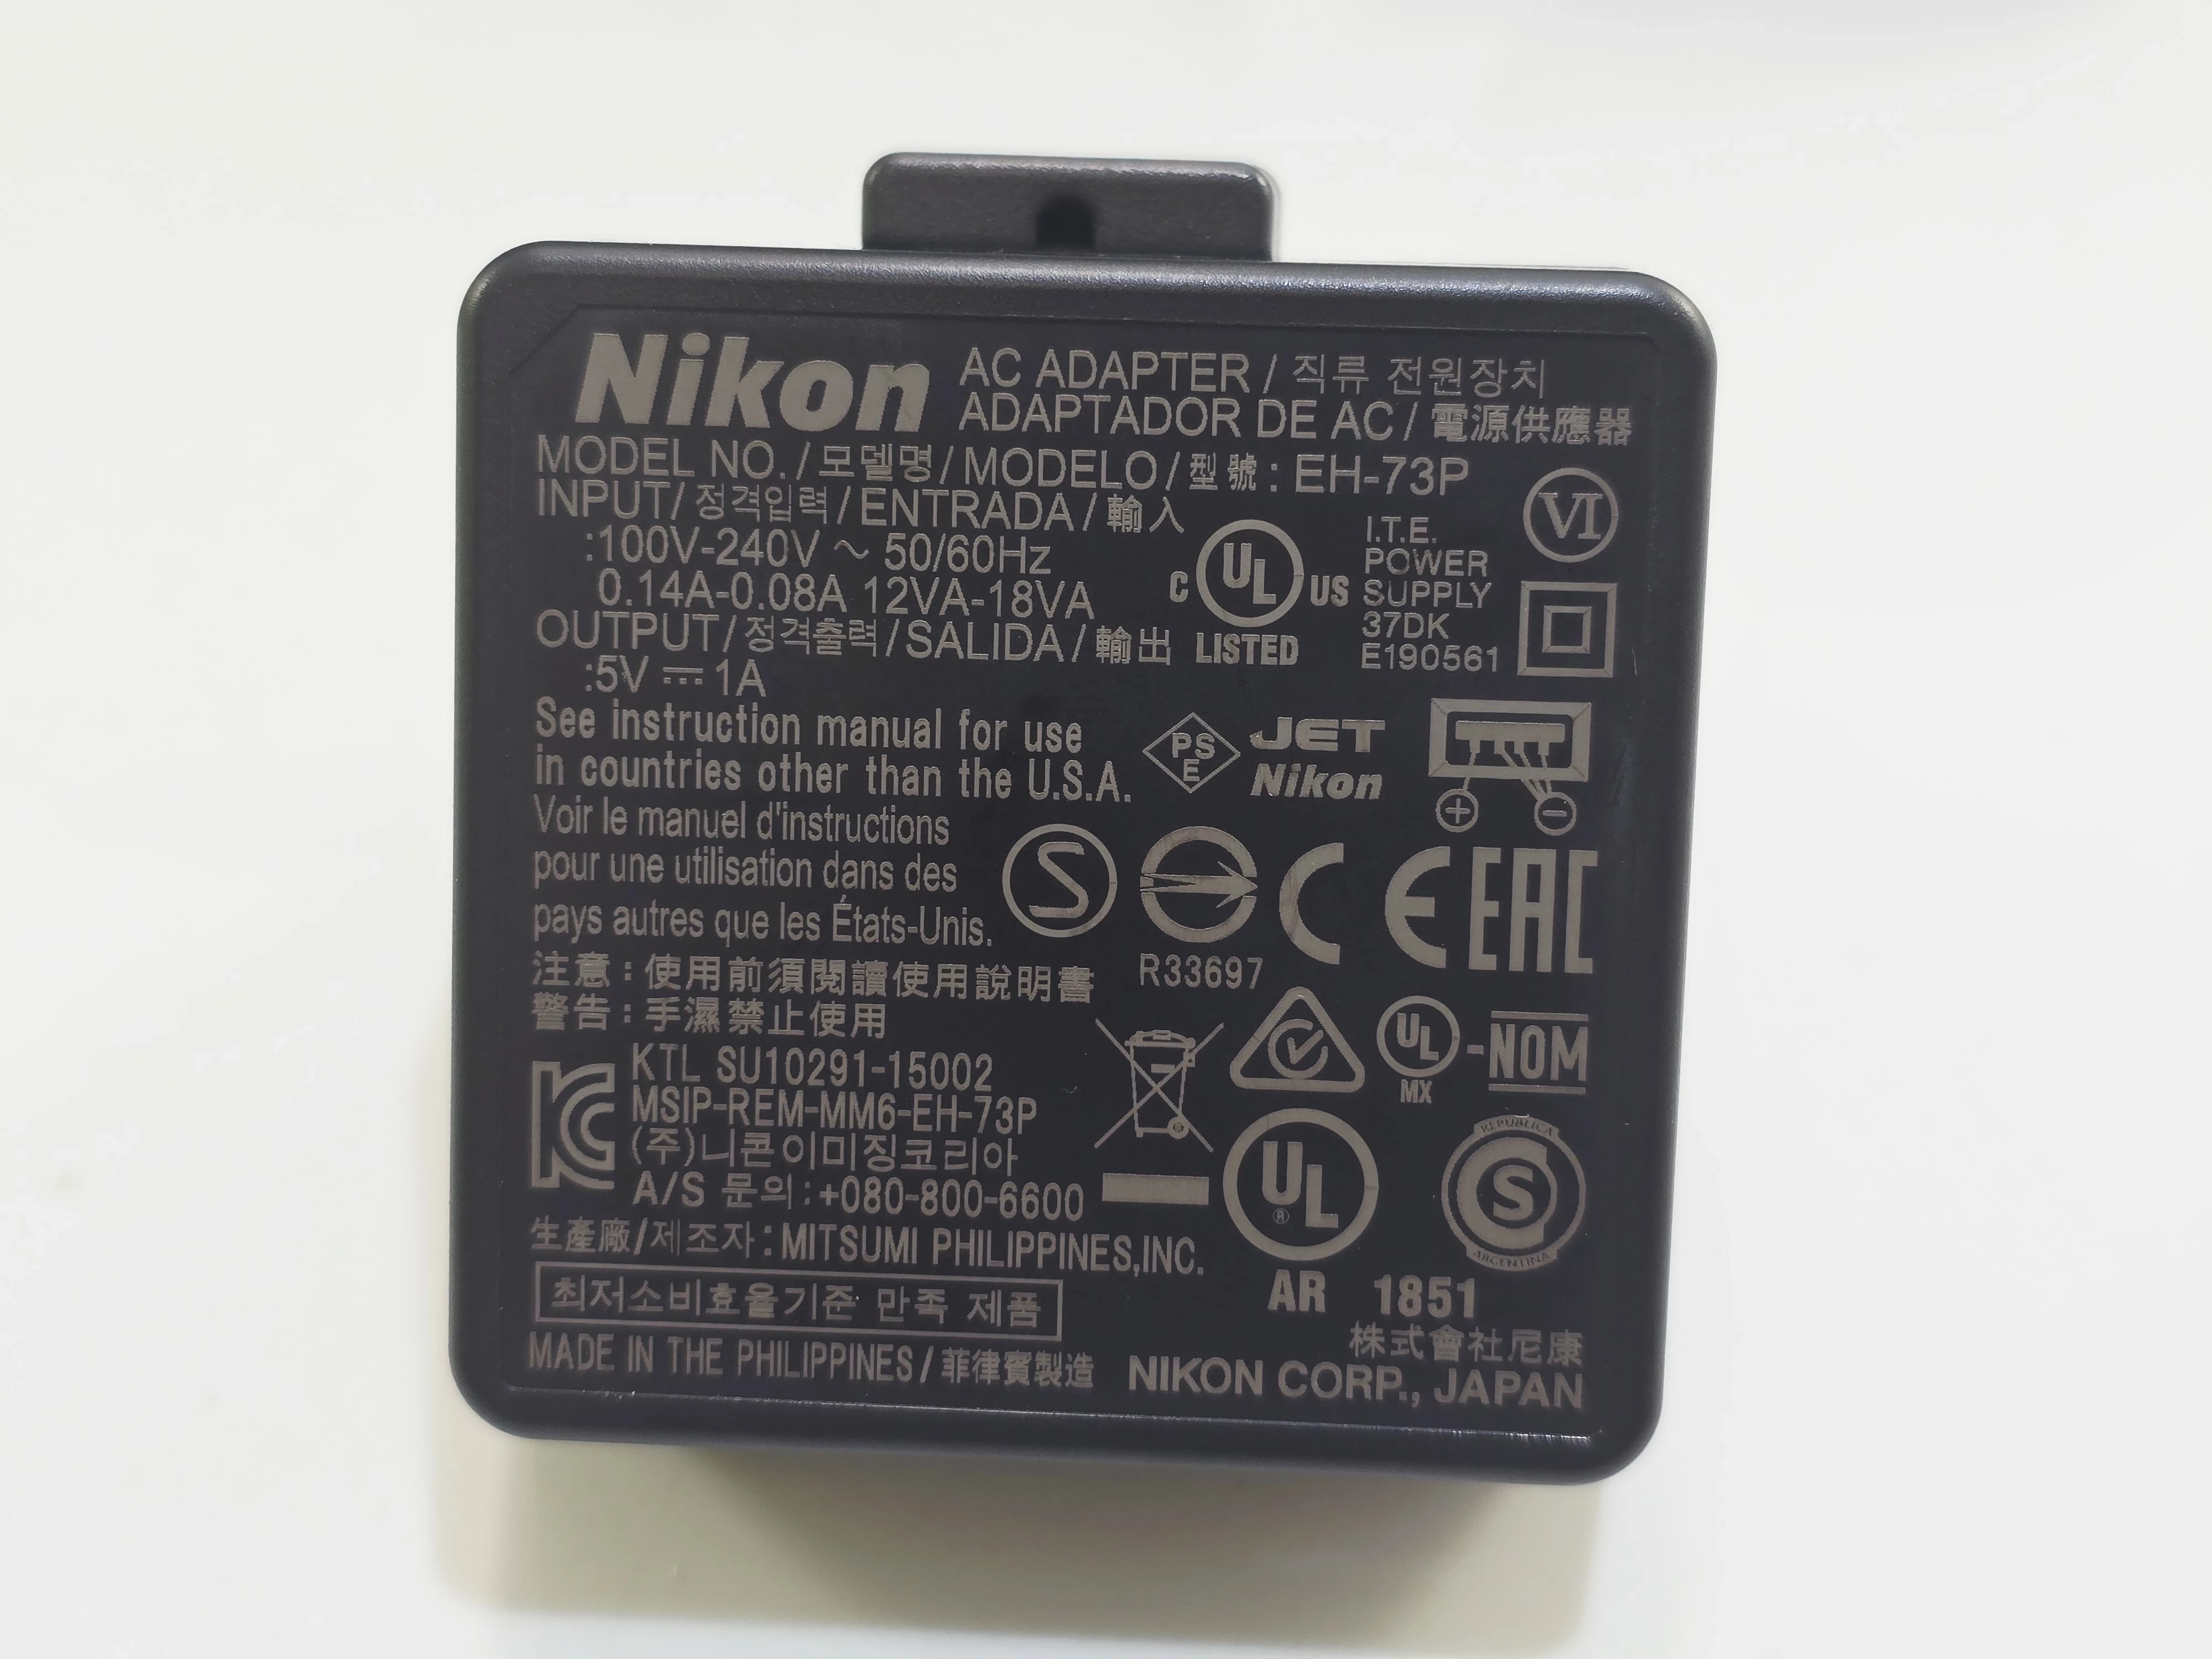 Nikon AC ADAPTER / 직류 전원장치
ADAPTADOR DE AC / 電源供應器
MODEL NO. / 모델명 / MODELO / 型號 : EH-73P
VI
INPUT / 정격입력 / ENTRADA / 輸入
:100V-240V ～ 50/60Hz
0.14A-0.08A 12VA-18VA
C UL US
LISTED
I.T.E.
POWER
SUPPLY
37DK
E190561
OUTPUT / 정격출력 / SALIDA / 輸出
:5V ⎓ 1A
See instruction manual for use
in countries other than the U.S.A.
PS
E
JET
Nikon
+ −
Voir le manuel d'instructions
pour une utilisation dans des
pays autres que les États-Unis.
S
R33697
CE EAC
注意 : 使用前須閱讀使用說明書
警告 : 手濕禁止使用
UL
MX
-NOM
KC
KTL SU10291-15002
MSIP-REM-MM6-EH-73P
(주)니콘이미징코리아
A/S 문의 : +080-800-6600
UL ®
AR
REPUBLICA
S
ARGENTINA
生產廠/제조자 : MITSUMI PHILIPPINES,INC.
최저소비효율기준 만족 제품
1851
MADE IN THE PHILIPPINES / 菲律賓製造
株式會社尼康
NIKON CORP., JAPAN